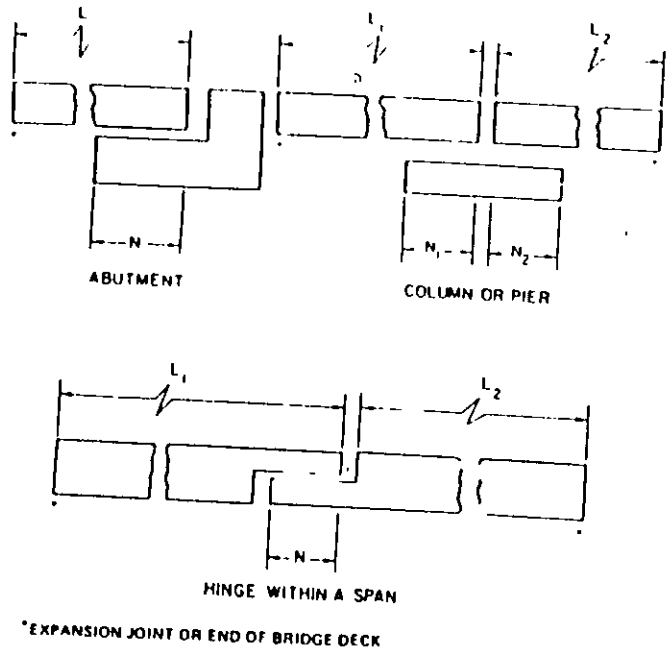 L
L₁
L₂
N
ABUTMENT
N₁
N₂
COLUMN OR PIER
L₁
L₂
N
HINGE WITHIN A SPAN
*EXPANSION JOINT OR END OF BRIDGE DECK